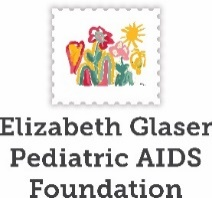 Elizabeth Glaser
Pediatric AIDS
Foundation